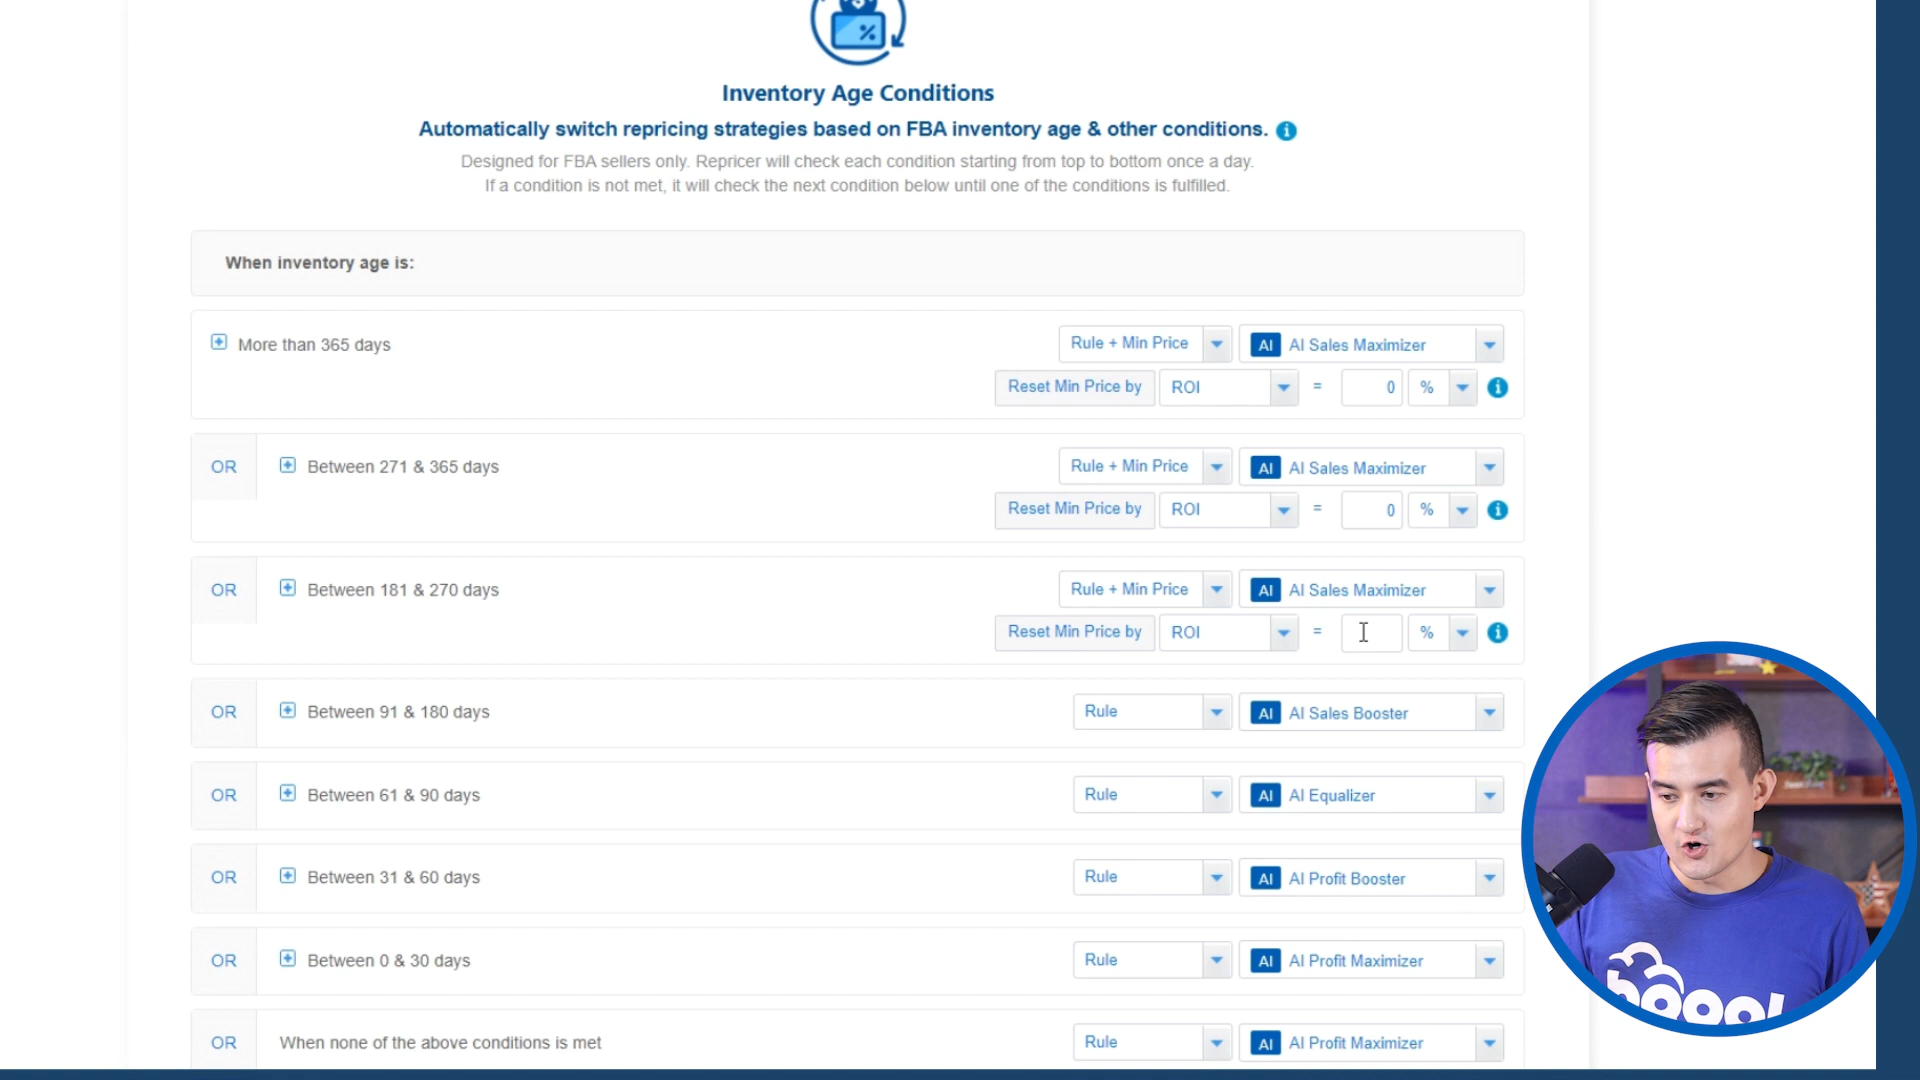 %
Inventory Age Conditions
Automatically switch repricing strategies based on FBA inventory age & other conditions. i
Designed for FBA sellers only. Repricer will check each condition starting from top to bottom once a day.
If a condition is not met, it will check the next condition below until one of the conditions is fulfilled.
When inventory age is:
More than 365 days Rule + Min Price AI AI Sales Maximizer
Reset Min Price by ROI = 0 % i
OR Between 271 & 365 days Rule + Min Price AI AI Sales Maximizer
Reset Min Price by ROI = 0 % i
OR Between 181 & 270 days Rule + Min Price AI AI Sales Maximizer
Reset Min Price by ROI = % i
OR Between 91 & 180 days Rule AI AI Sales Booster
OR Between 61 & 90 days Rule AI AI Equalizer
OR Between 31 & 60 days Rule AI AI Profit Booster
OR Between 0 & 30 days Rule AI AI Profit Maximizer
OR When none of the above conditions is met Rule AI AI Profit Maximizer